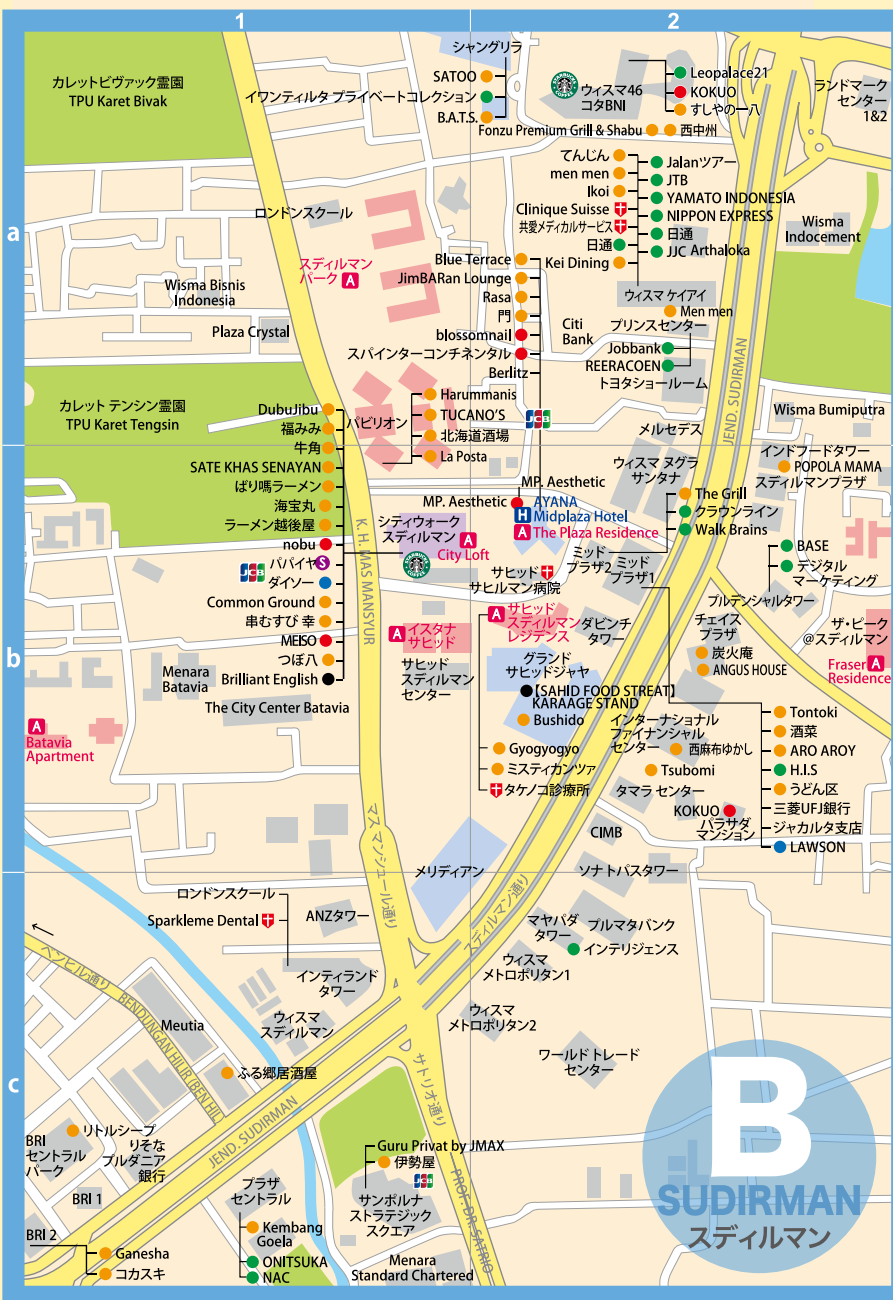 1
2
a
b
c
カレットビヴァック霊園
TPU Karet Bivak
シャングリラ
SATOO
イワンティルタ プライベートコレクション
B.A.T.S.
STARBUCKS COFFEE
ウィスマ46
コタBNI
Leopalace21
KOKUO
すしやの一八
Fonzu Premium Grill & Shabu
西中州
ランドマーク
センター
1&2
てんじん
men men
Ikoi
Clinique Suisse
共愛メディカルサービス
日通
Kei Dining
Jalanツアー
JTB
YAMATO INDONESIA
NIPPON EXPRESS
日通
JJC Arthaloka
Wisma
Indocement
ロンドンスクール
スディルマン
パーク A
Wisma Bisnis
Indonesia
Plaza Crystal
Blue Terrace
JimBARan Lounge
Rasa
門
blossomnail
スパインターコンチネンタル
Berlitz
Citi
Bank
ウィスマ ケイアイ
Men men
プリンスセンター
Jobbank
REERACOEN
トヨタショールーム
JEND. SUDIRMAN
カレット テンシン霊園
TPU Karet Tengsin
DubuJibu
福みみ
牛角
SATE KHAS SENAYAN
ばり嗎ラーメン
海宝丸
ラーメン越後屋
nobu
パパイヤ
S
JCB
ダイソー
Common Ground
串むすび 幸
MEISO
つぼ八
Brilliant English
パビリオン
Harummanis
TUCANO'S
北海道酒場
La Posta
JCB
メルセデス
Wisma Bumiputra
ウィスマ ヌグラ
サンタナ
インドフードタワー
POPOLA MAMA
スディルマンプラザ
MP. Aesthetic
MP. Aesthetic
H AYANA
Midplaza Hotel
A The Plaza Residence
The Grill
クラウンライン
Walk Brains
シティウォーク
スディルマン
A
City Loft
STARBUCKS COFFEE
K. H. MAS MANSYUR
サヒッド
サヒルマン病院
ミッド
プラザ2
ミッド
プラザ1
BASE
デジタル
マーケティング
プルデンシャルタワー
A イスタナ
サヒッド
A サヒッド
スディルマン
レジデンス
ダビンチ
タワー
チェイス
プラザ
炭火庵
ANGUS HOUSE
ザ・ピーク
@スディルマン
Fraser A
Residence
サヒッド
スディルマン
センター
グランド
サヒッドジャヤ
【SAHID FOOD STREAT】
KARAAGE STAND
Bushido
Menara
Batavia
The City Center Batavia
A
Batavia
Apartment
Gyogyogyo
ミスティカンツァ
タケノコ診療所
インターナショナル
ファイナンシャル
センター
西麻布ゆかし
Tsubomi
タマラ センター
KOKUO
パラサダ
マンション
CIMB
Tontoki
酒菜
ARO AROY
H.I.S
うどん区
三菱UFJ銀行
ジャカルタ支店
LAWSON
マス マンシュール通り
メリディアン
ソナ トパスタワー
スディルマン通り
ロンドンスクール
Sparkleme Dental
ANZタワー
インティランド
タワー
マヤパダ
タワー
プルマタバンク
インテリジェンス
ウィスマ
メトロポリタン1
ウィスマ
メトロポリタン2
ワールド トレード
センター
←
ベンヒル通り BENDUNGAN HILIR (BEN HIL)
Meutia
ウィスマ
スディルマン
ふる郷居酒屋
サトリオ通り
PROF. DR. SATRIO
JEND. SUDIRMAN
BRI
セントラル
パーク
リトルシープ
りそな
プルダニア
銀行
BRI 1
BRI 2
Ganesha
コカスキ
プラザ
セントラル
Kembang
Goela
ONITSUKA
NAC
Guru Privat by JMAX
伊勢屋
JCB
サンポルナ
ストラテジック
スクエア
Menara
Standard Chartered
B
SUDIRMAN
スディルマン